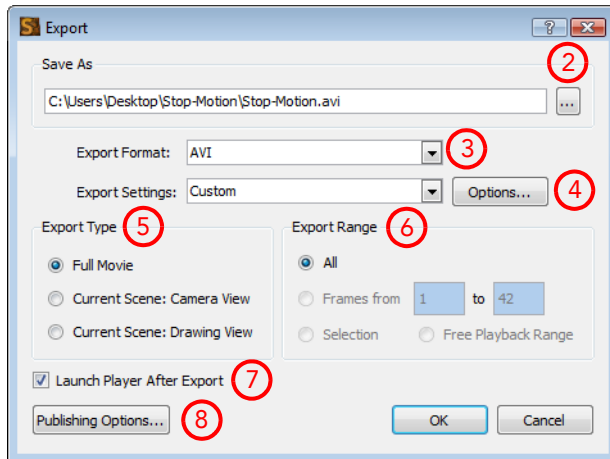 Export
Save As
2
C:\Users\Desktop\Stop-Motion\Stop-Motion.avi
...
Export Format: AVI
3
Export Settings: Custom
Options...
4
Export Type
5
Full Movie
Current Scene: Camera View
Current Scene: Drawing View
Export Range
6
All
Frames from 1 to 42
Selection
Free Playback Range
Launch Player After Export
7
Publishing Options...
8
OK
Cancel